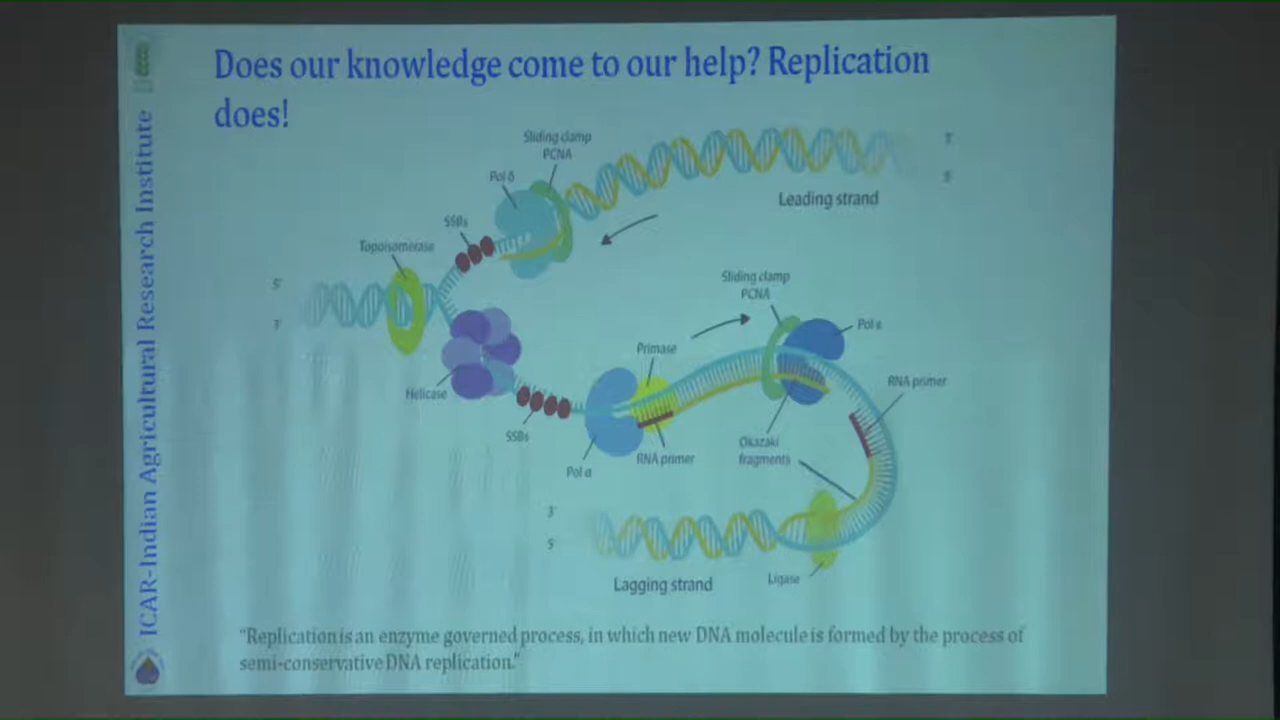 Does our knowledge come to our help? Replication
does!
ICAR-Indian Agricultural Research Institute
Sliding clamp
PCNA
Pol δ
SSBs
Topoisomerase
Leading strand
3'
5'
5'
3'
Helicase
SSBs
Sliding clamp
PCNA
Pol ε
Primase
RNA primer
RNA primer
Pol α
Okazaki
fragments
3'
5'
Lagging strand
Ligase
"Replication is an enzyme governed process, in which new DNA molecule is formed by the process of
semi-conservative DNA replication."